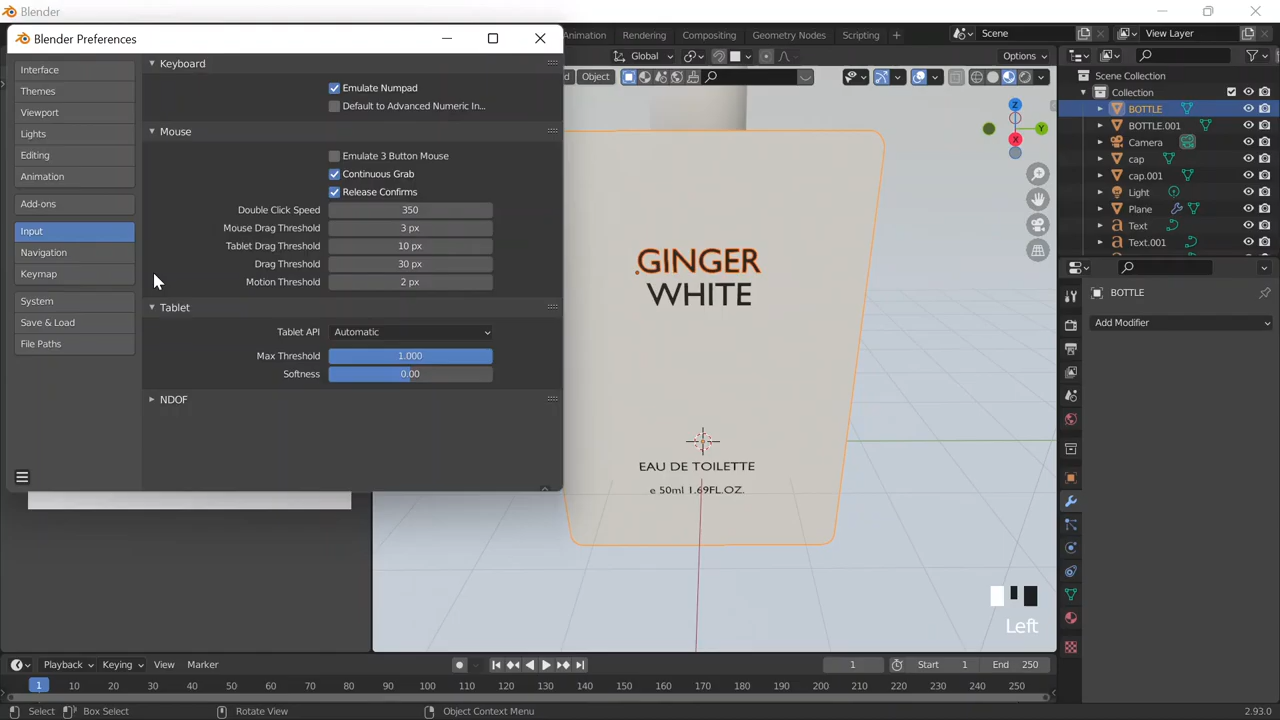 Blender
Blender Preferences
Animation Rendering Compositing Geometry Nodes Scripting + Scene View Layer
Global Options
Object
Interface
Themes
Viewport
Lights
Editing
Animation
Add-ons
Input
Navigation
Keymap
System
Save & Load
File Paths
Keyboard
Emulate Numpad
Default to Advanced Numeric In...
Mouse
Emulate 3 Button Mouse
Continuous Grab
Release Confirms
Double Click Speed 350
Mouse Drag Threshold 3 px
Tablet Drag Threshold 10 px
Drag Threshold 30 px
Motion Threshold 2 px
Tablet
Tablet API Automatic
Max Threshold 1.000
Softness 0.00
NDOF
GINGER
WHITE
EAU DE TOILETTE
e 50ml 1.69FL.OZ.
Z
Y
X
Left
Scene Collection
Collection
BOTTLE
BOTTLE.001
Camera
cap
cap.001
Light
Plane
Text
Text.001
BOTTLE
Add Modifier
Playback Keying View Marker 1 Start 1 End 250
1 10 20 30 40 50 60 70 80 90 100 110 120 130 140 150 160 170 180 190 200 210 220 230 240 250
Select Box Select Rotate View Object Context Menu 2.93.0